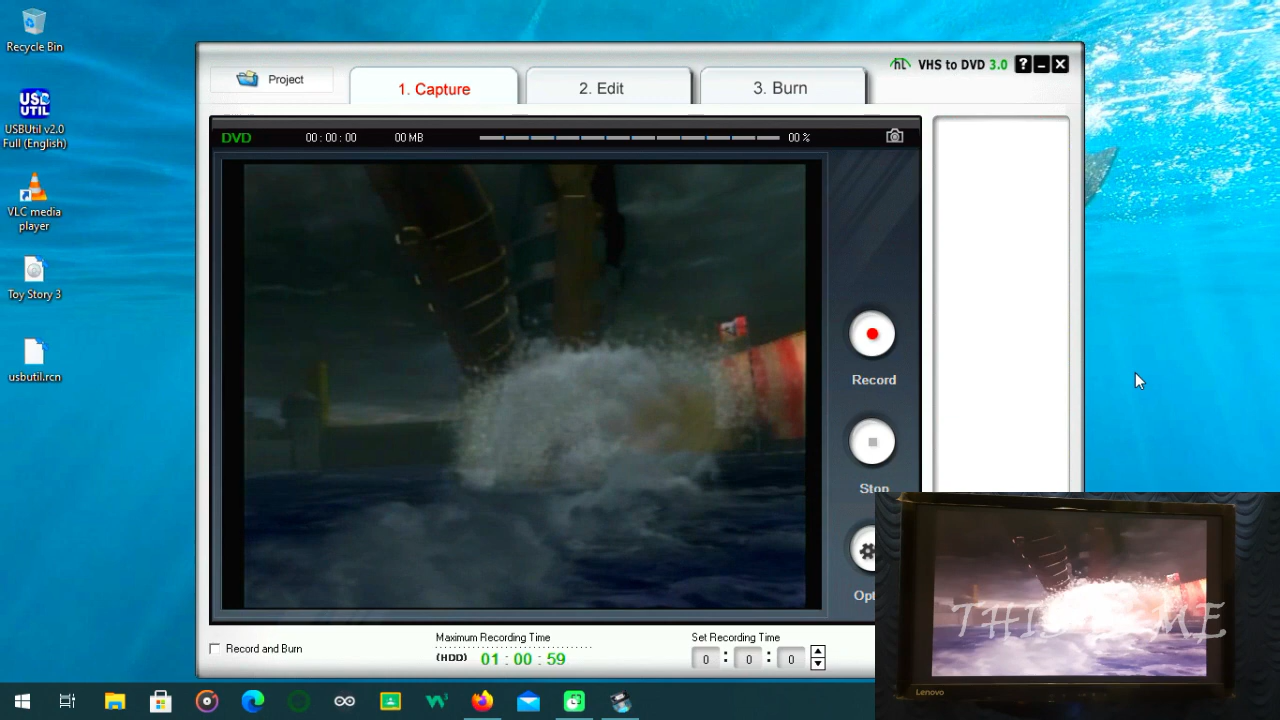 Recycle Bin
USBUtil v2.0
Full (English)
VLC media
player
Toy Story 3
usbutil.rcn
Project
1. Capture
2. Edit
3. Burn
VHS to DVD 3.0
?
DVD
00 : 00 : 00
00 MB
00 %
Record
Stop
Opt
Record and Burn
Maximum Recording Time
(HDD) 01 : 00 : 59
Set Recording Time
0 : 0 : 0
Lenovo